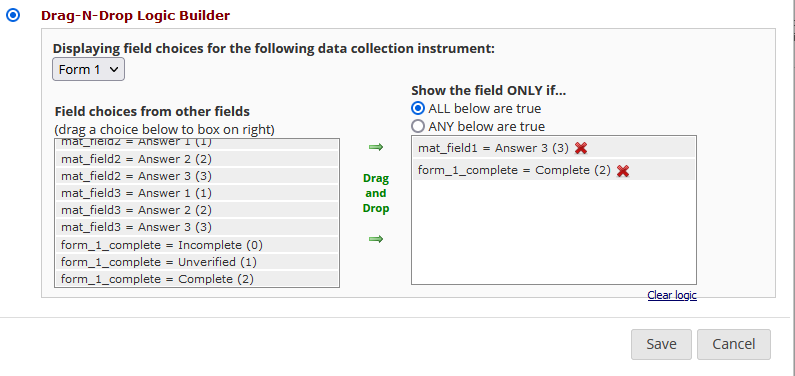 Drag-N-Drop Logic Builder
Displaying field choices for the following data collection instrument:
Form 1
Field choices from other fields
(drag a choice below to box on right)
mat_field2 = Answer 1 (1)
mat_field2 = Answer 2 (2)
mat_field2 = Answer 3 (3)
mat_field3 = Answer 1 (1)
mat_field3 = Answer 2 (2)
mat_field3 = Answer 3 (3)
form_1_complete = Incomplete (0)
form_1_complete = Unverified (1)
form_1_complete = Complete (2)
Drag
and
Drop
Show the field ONLY if...
ALL below are true
ANY below are true
mat_field1 = Answer 3 (3)
form_1_complete = Complete (2)
Clear logic
Save
Cancel